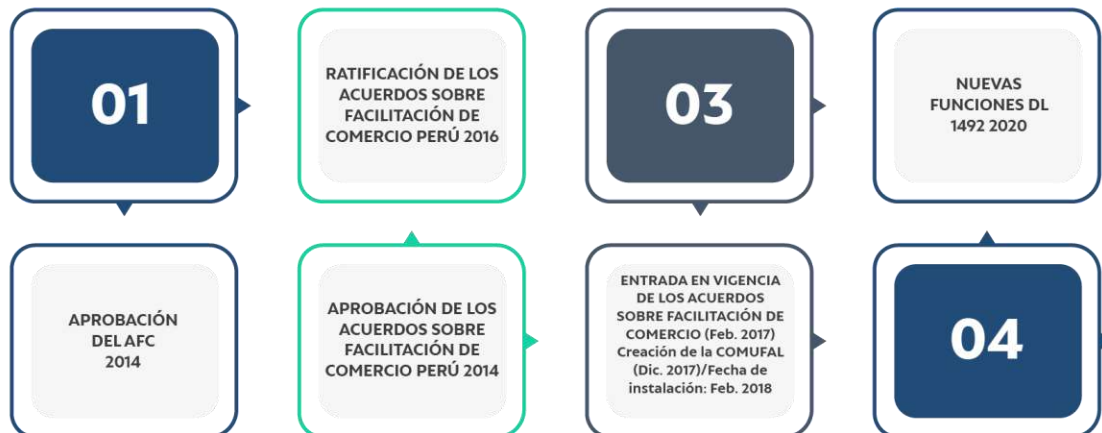 01
APROBACIÓN
DEL AFC
2014
RATIFICACIÓN DE LOS
ACUERDOS SOBRE
FACILITACIÓN DE
COMERCIO PERÚ 2016
APROBACIÓN DE LOS
ACUERDOS SOBRE
FACILITACIÓN DE
COMERCIO PERÚ 2014
03
ENTRADA EN VIGENCIA
DE LOS ACUERDOS
SOBRE FACILITACIÓN DE
COMERCIO (Feb. 2017)
Creación de la COMUFAL
(Dic. 2017)/Fecha de
instalación: Feb. 2018
NUEVAS
FUNCIONES DL
1492 2020
04